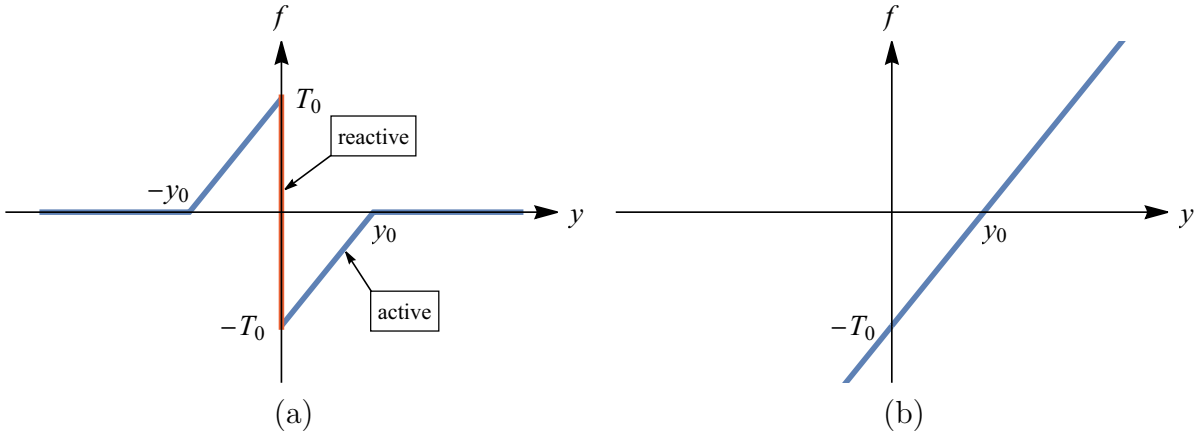 f
T₀
reactive
−y₀
y
y₀
active
−T₀
(a)
f
y
y₀
−T₀
(b)